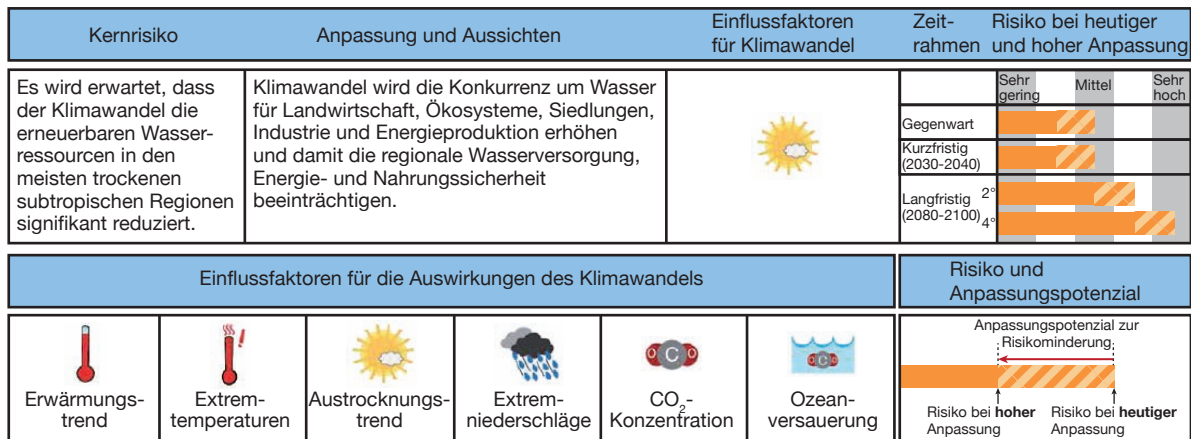 Kernrisiko
Anpassung und Aussichten
Einflussfaktoren
für Klimawandel
Zeit-
rahmen
Risiko bei heutiger
und hoher Anpassung
Es wird erwartet, dass
der Klimawandel die
erneuerbaren Wasser-
ressourcen in den
meisten trockenen
subtropischen Regionen
signifikant reduziert.
Klimawandel wird die Konkurrenz um Wasser
für Landwirtschaft, Ökosysteme, Siedlungen,
Industrie und Energieproduktion erhöhen
und damit die regionale Wasserversorgung,
Energie- und Nahrungssicherheit
beeinträchtigen.
Sehr
gering
Mittel
Sehr
hoch
Gegenwart
Kurzfristig
(2030-2040)
Langfristig
(2080-2100)
2°
4°
Einflussfaktoren für die Auswirkungen des Klimawandels
Risiko und
Anpassungspotenzial
Erwärmungs-
trend
Extrem-
temperaturen
Austrocknungs-
trend
Extrem-
niederschläge
O C O
CO₂-
Konzentration
O C O
Ozean-
versauerung
Anpassungspotenzial zur
Risikominderung
Risiko bei hoher
Anpassung
Risiko bei heutiger
Anpassung